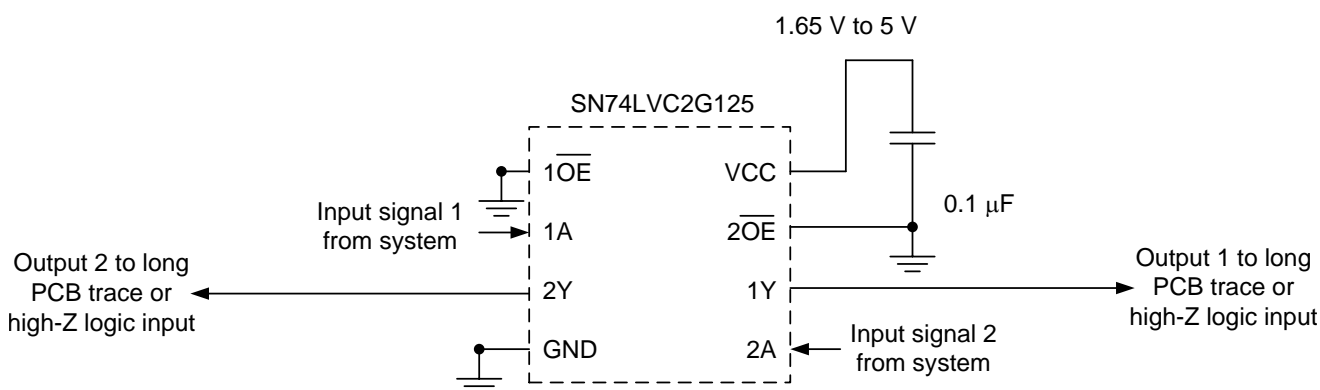 1.65 V to 5 V
SN74LVC2G125
1O̅E̅
VCC
0.1 μF
Input signal 1
from system
1A
2O̅E̅
Output 2 to long
PCB trace or
high-Z logic input
2Y
1Y
Output 1 to long
PCB trace or
high-Z logic input
GND
2A
Input signal 2
from system